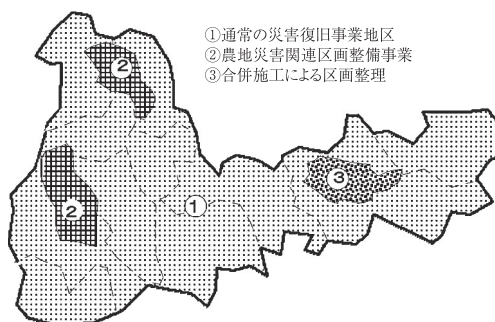 ①通常の災害復旧事業地区
②農地災害関連区画整備事業
③合併施工による区画整理
②
③
②
①